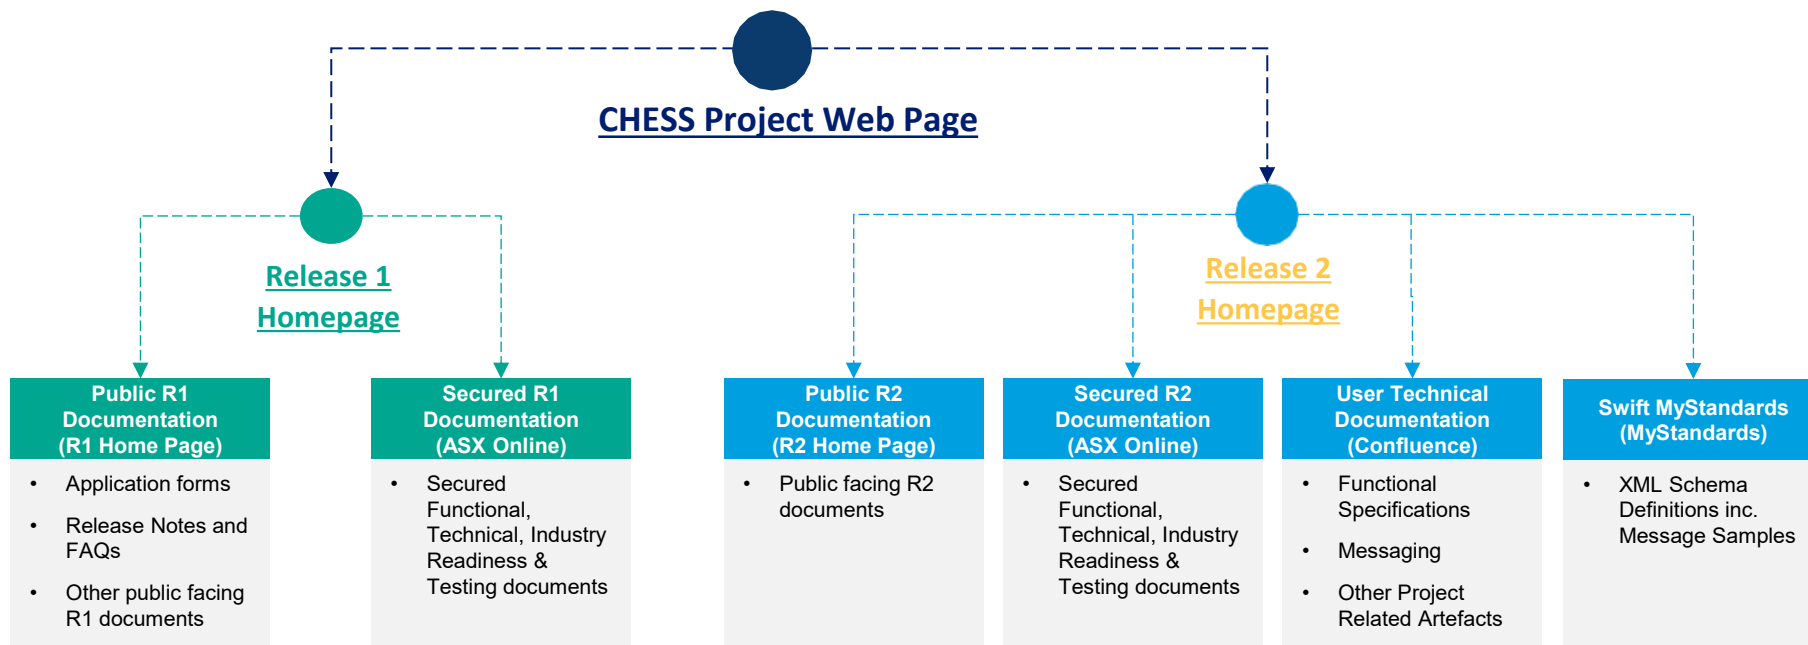 CHESS Project Web Page
Release 1
Homepage
Release 2
Homepage
Public R1
Documentation
(R1 Home Page)
• Application forms
• Release Notes and
FAQs
• Other public facing
R1 documents
Secured R1
Documentation
(ASX Online)
• Secured
Functional,
Technical, Industry
Readiness &
Testing documents
Public R2
Documentation
(R2 Home Page)
• Public facing R2
documents
Secured R2
Documentation
(ASX Online)
• Secured
Functional,
Technical, Industry
Readiness &
Testing documents
User Technical
Documentation
(Confluence)
• Functional
Specifications
• Messaging
• Other Project
Related Artefacts
Swift MyStandards
(MyStandards)
• XML Schema
Definitions inc.
Message Samples